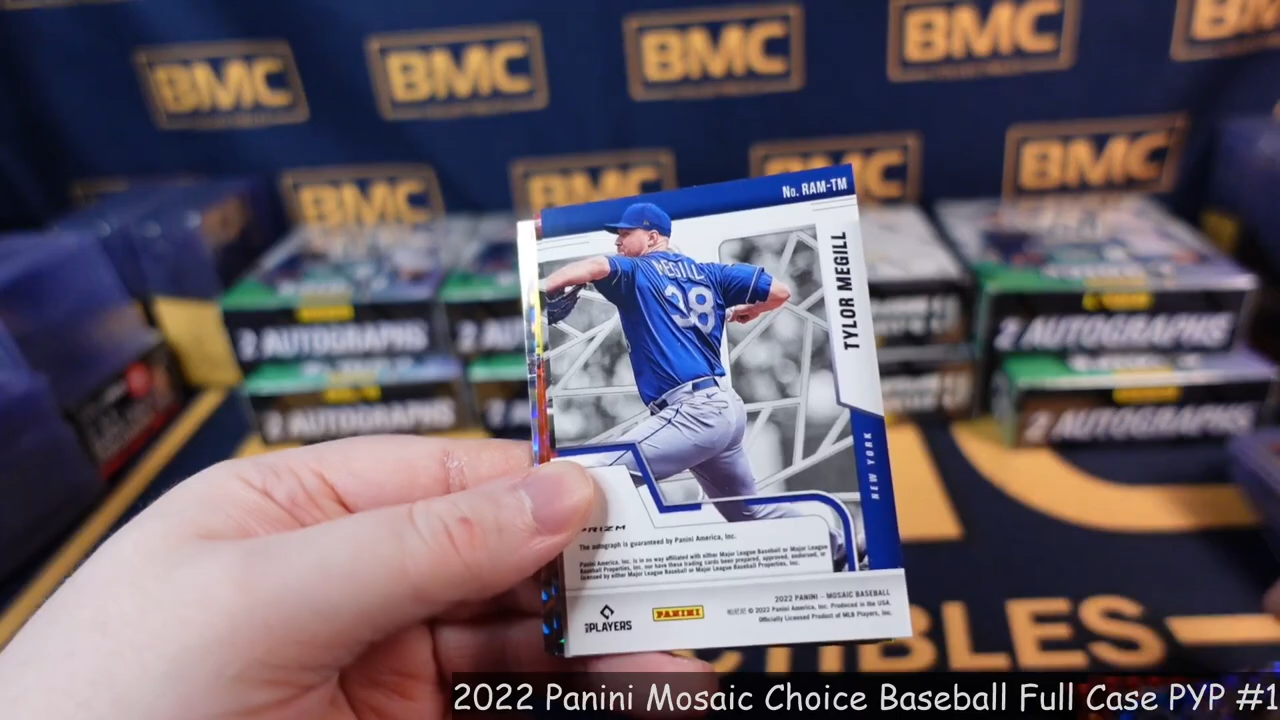 BMC
BMC
BMC
BMC
BMC
BMC
BMC
BMC
BMC
No. RAM-TM
TYLOR MEGILL
MEGILL
38
NEW YORK
2 AUTOGRAPHS
2 AUTOGRAPHS
2 AUTOGRAPHS
2 AUTOGRAPHS
PRIZM
The autograph is guaranteed by Panini America, Inc.
Panini America, Inc. is in no way affiliated with either Major League Baseball or Major League
Baseball Properties, Inc. nor have these trading cards been prepared, approved, endorsed, or
licensed by either Major League Baseball or Major League Baseball Properties, Inc.
2022 PANINI – MOSAIC BASEBALL
© 2022 Panini America, Inc. Produced in the USA.
Officially Licensed Product of MLB Players, Inc.
PLAYERS
PANINI
2022 Panini Mosaic Choice Baseball Full Case PYP #1